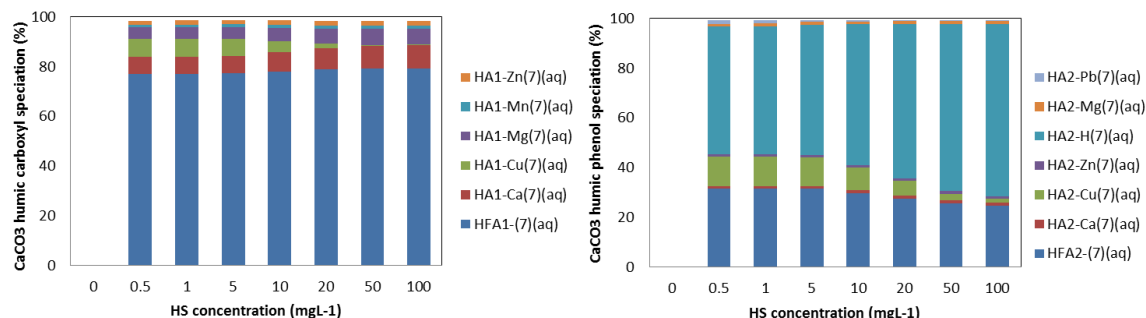 CaCO3 humic carboxyl speciation (%)
100
80
60
40
20
0
0 0.5 1 5 10 20 50 100
HS concentration (mgL-1)
HA1-Zn(7)(aq)
HA1-Mn(7)(aq)
HA1-Mg(7)(aq)
HA1-Cu(7)(aq)
HA1-Ca(7)(aq)
HFA1-(7)(aq)
CaCO3 humic phenol speciation (%)
100
80
60
40
20
0
0 0.5 1 5 10 20 50 100
HS concentration (mgL-1)
HA2-Pb(7)(aq)
HA2-Mg(7)(aq)
HA2-H(7)(aq)
HA2-Zn(7)(aq)
HA2-Cu(7)(aq)
HA2-Ca(7)(aq)
HFA2-(7)(aq)